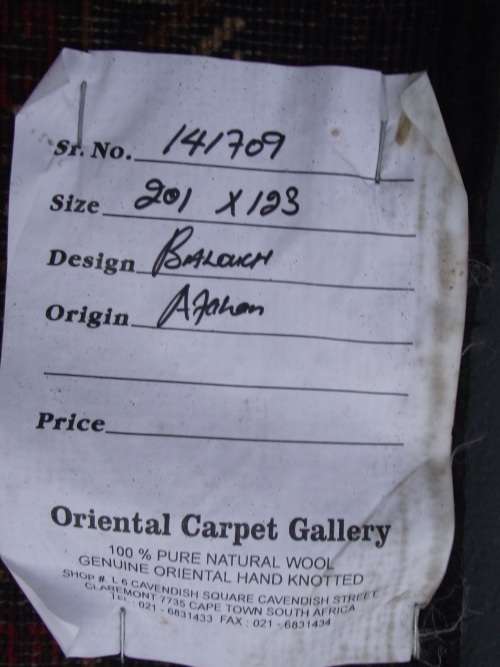 Sr. No. 141709
Size 201 X 123
Design BALOUCH
Origin Afghan
Price
Oriental Carpet Gallery
100 % PURE NATURAL WOOL
GENUINE ORIENTAL HAND KNOTTED
SHOP #. L 6 CAVENDISH SQUARE CAVENDISH STREET
CLAREMONT 7735 CAPE TOWN SOUTH AFRICA
TEL : 021 - 6831433 FAX : 021 - 6831434